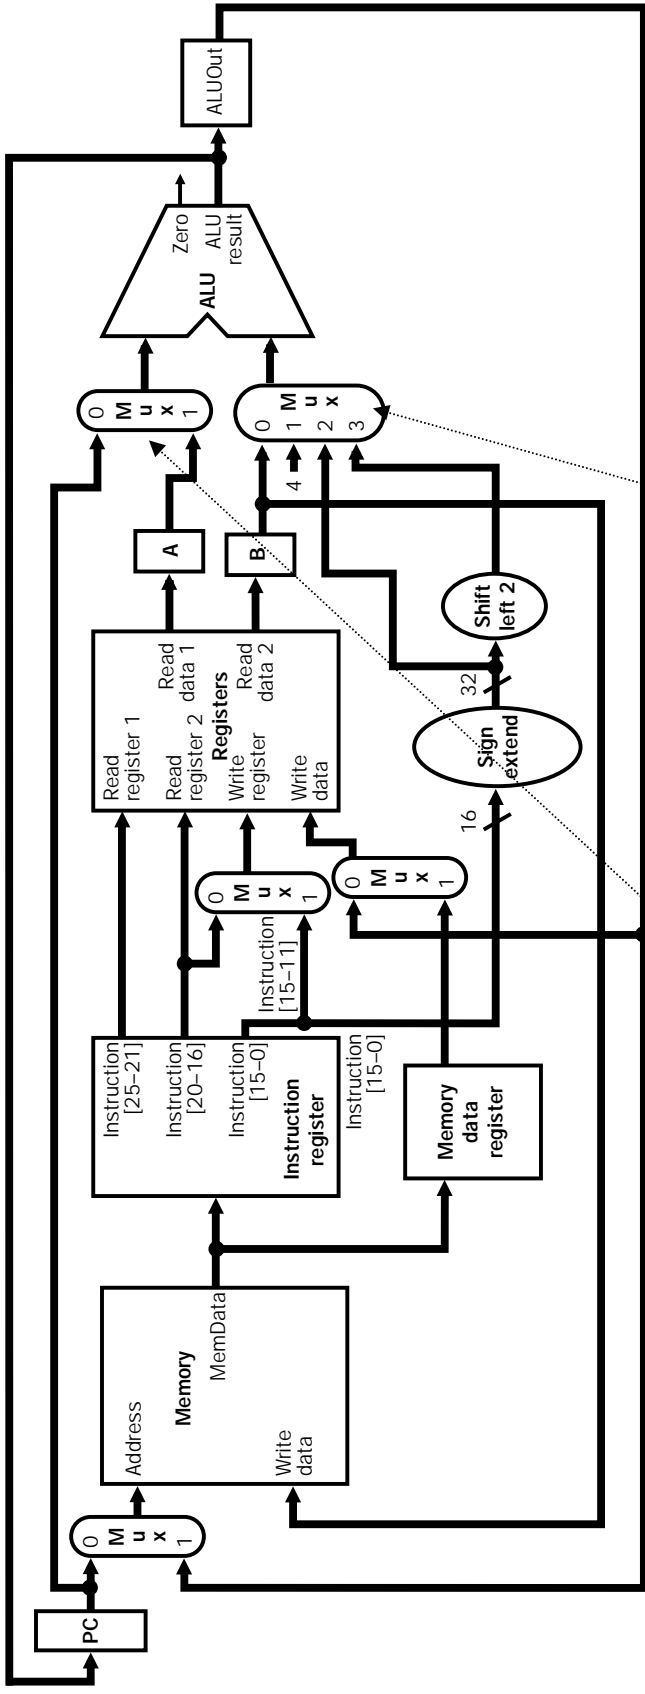 PC
0
M
u
x
1
Address
Memory
MemData
Write
data
Instruction
[25–21]
Instruction
[20–16]
Instruction
[15–0]
Instruction
register
Instruction
[15–11]
Instruction
[15–0]
Memory
data
register
0
M
u
x
1
0
M
u
x
1
16
Read
register 1
Read
register 2
Registers
Write
register
Write
data
Read
data 1
Read
data 2
Sign
extend
32
Shift
left 2
A
B
4
0
M
u
x
1
0
M
1
u
2
x
3
ALU
Zero
ALU
result
ALUOut